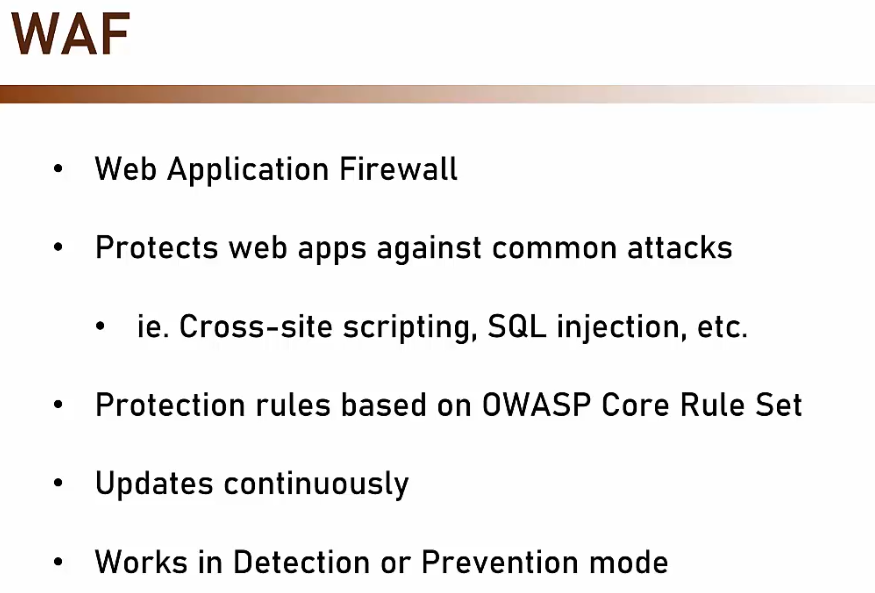 WAF
• Web Application Firewall
• Protects web apps against common attacks
• ie. Cross-site scripting, SQL injection, etc.
• Protection rules based on OWASP Core Rule Set
• Updates continuously
• Works in Detection or Prevention mode